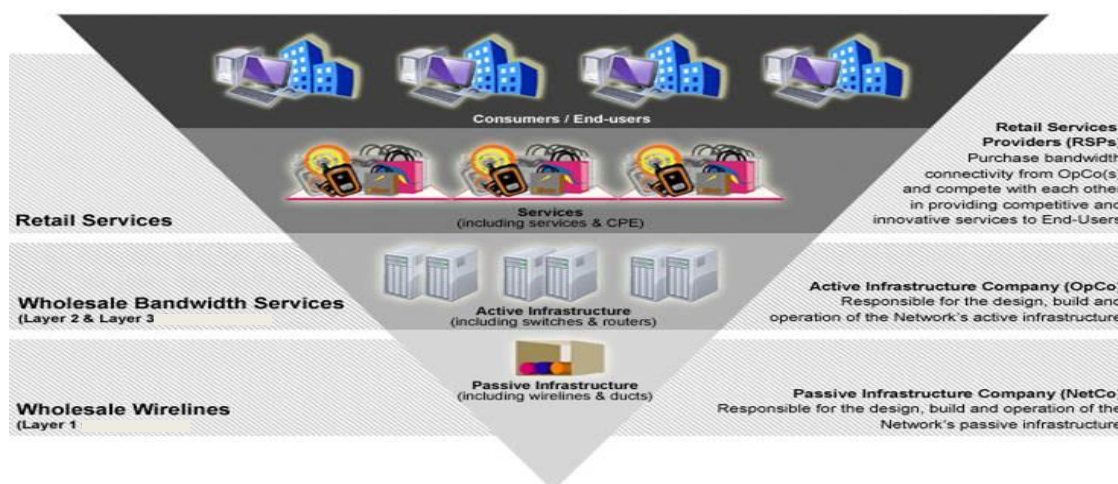 Consumers / End-users
Retail Services
Providers (RSPs)
Purchase bandwidth
connectivity from OpCo(s)
and compete with each other
in providing competitive and
innovative services to End-Users
Retail Services
Services
(including services & CPE)
Wholesale Bandwidth Services
(Layer 2 & Layer 3
Active Infrastructure
(including switches & routers)
Active Infrastructure Company (OpCo)
Responsible for the design, build and
operation of the Network's active infrastructure
Passive Infrastructure
(including wirelines & ducts)
Wholesale Wirelines
(Layer 1
Passive Infrastructure Company (NetCo)
Responsible for the design, build and operation of the
Network's passive infrastructure